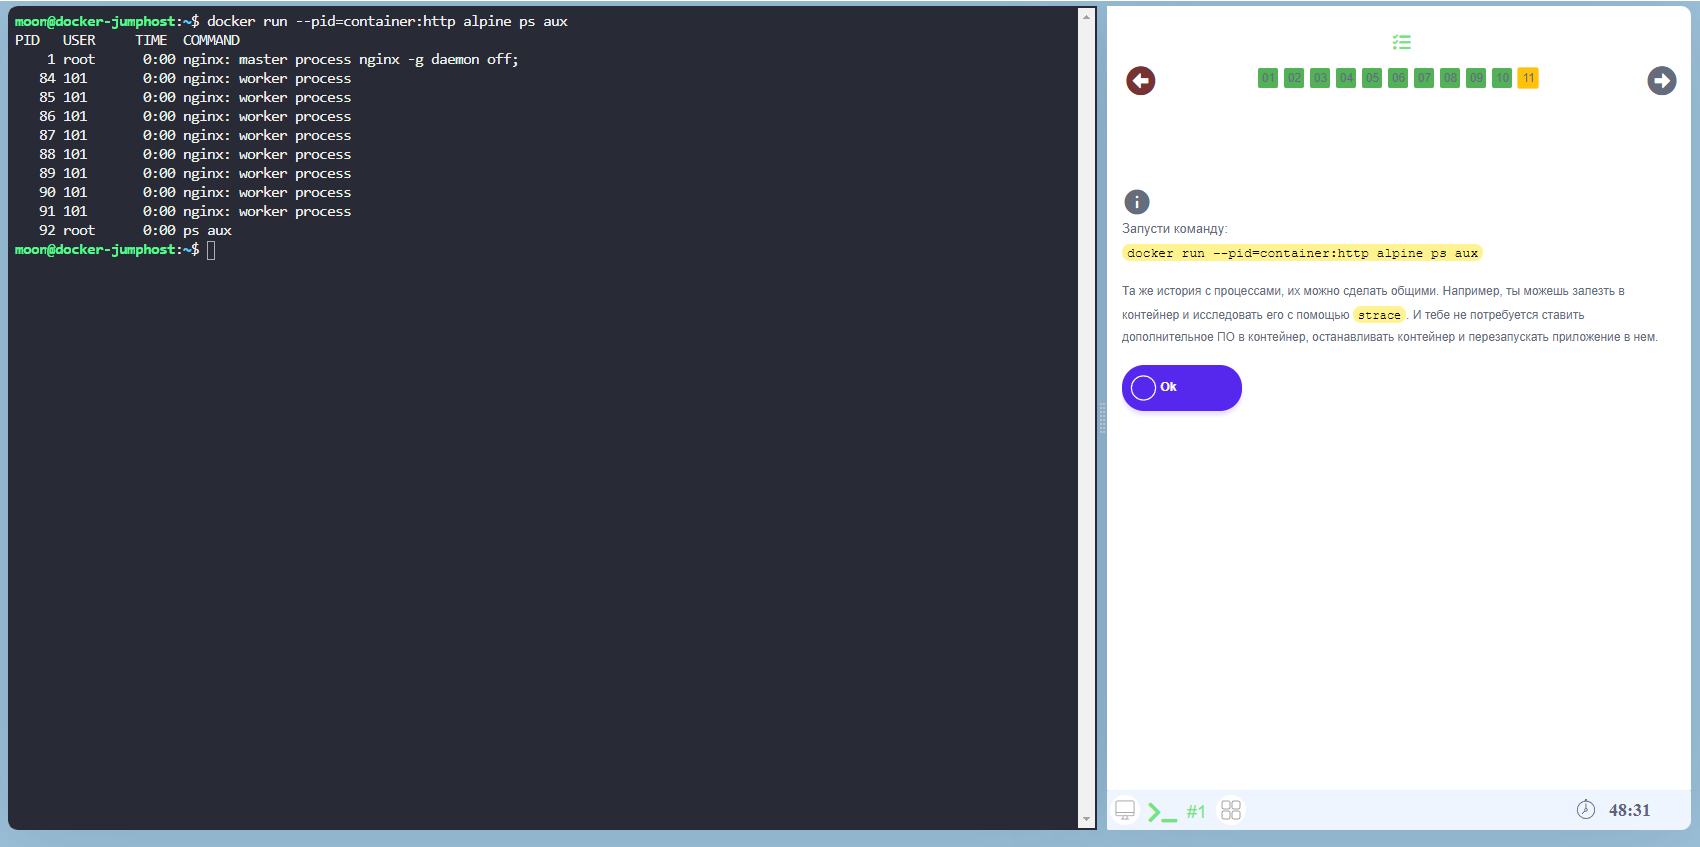 moon@docker-jumphost:~$ docker run --pid=container:http alpine ps aux
PID   USER     TIME  COMMAND
    1 root      0:00 nginx: master process nginx -g daemon off;
   84 101       0:00 nginx: worker process
   85 101       0:00 nginx: worker process
   86 101       0:00 nginx: worker process
   87 101       0:00 nginx: worker process
   88 101       0:00 nginx: worker process
   89 101       0:00 nginx: worker process
   90 101       0:00 nginx: worker process
   91 101       0:00 nginx: worker process
   92 root      0:00 ps aux
moon@docker-jumphost:~$
01 02 03 04 05 06 07 08 09 10 11
Запусти команду:
docker run --pid=container:http alpine ps aux
Та же история с процессами, их можно сделать общими. Например, ты можешь залезть в
контейнер и исследовать его с помощью strace. И тебе не потребуется ставить
дополнительное ПО в контейнер, останавливать контейнер и перезапускать приложение в нем.
Ok
#1
48:31